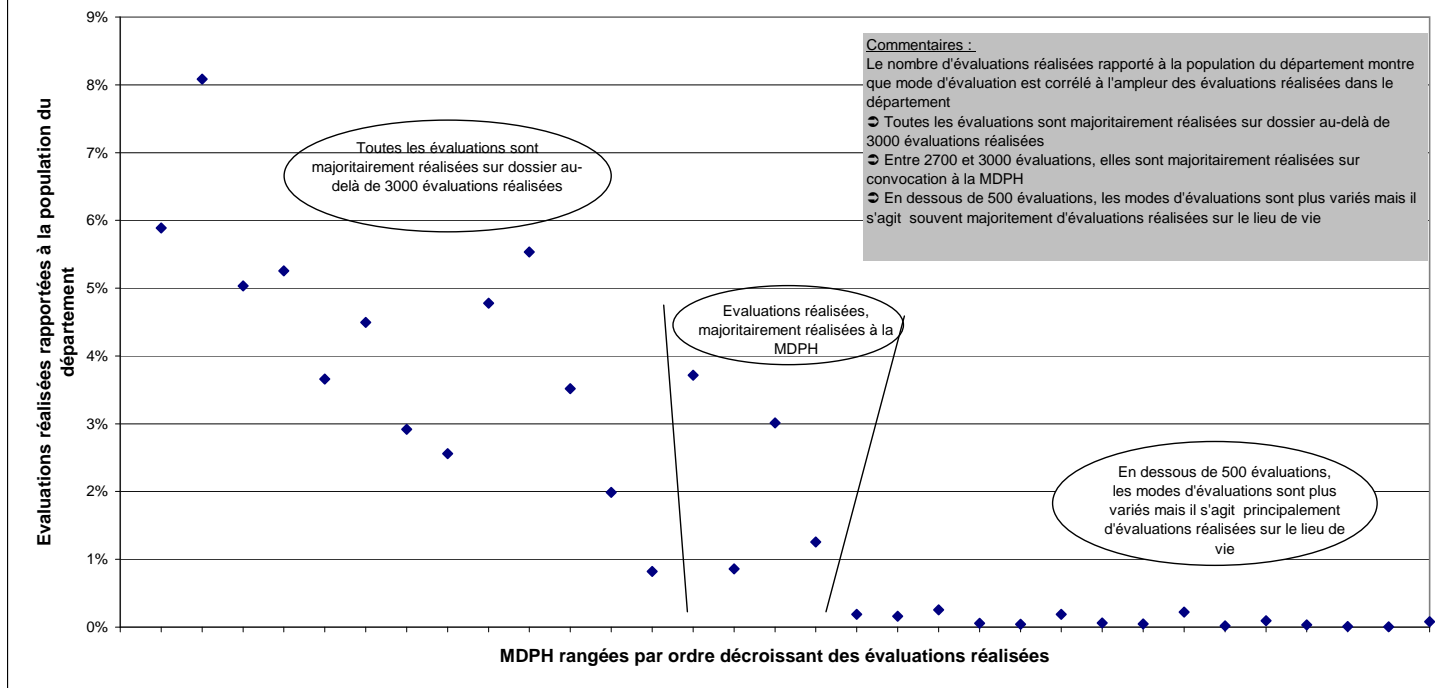 9%
8%
7%
6%
5%
4%
3%
2%
1%
0%
Evaluations réalisées rapportées à la population du
département
Commentaires :
Le nombre d'évaluations réalisées rapporté à la population du département montre
que mode d'évaluation est corrélé à l'ampleur des évaluations réalisées dans le
département
➲ Toutes les évaluations sont majoritairement réalisées sur dossier au-delà de
3000 évaluations réalisées
➲ Entre 2700 et 3000 évaluations, elles sont majoritairement réalisées sur
convocation à la MDPH
➲ En dessous de 500 évaluations, les modes d'évaluations sont plus variés mais il
s'agit souvent majoritement d'évaluations réalisées sur le lieu de vie
Toutes les évaluations sont
majoritairement réalisées sur dossier au-
delà de 3000 évaluations réalisées
Evaluations réalisées,
majoritairement réalisées à la
MDPH
En dessous de 500 évaluations,
les modes d'évaluations sont plus
variés mais il s'agit principalement
d'évaluations réalisées sur le lieu de
vie
MDPH rangées par ordre décroissant des évaluations réalisées